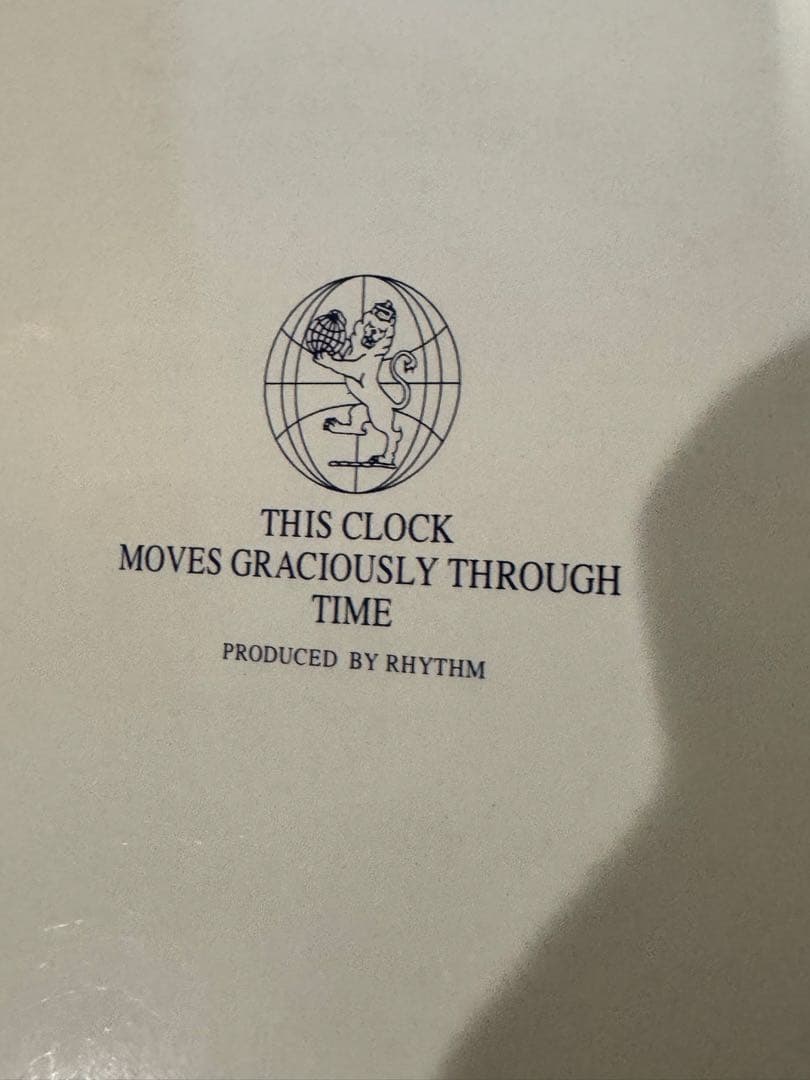 THIS CLOCK
MOVES GRACIOUSLY THROUGH
TIME
PRODUCED BY RHYTHM